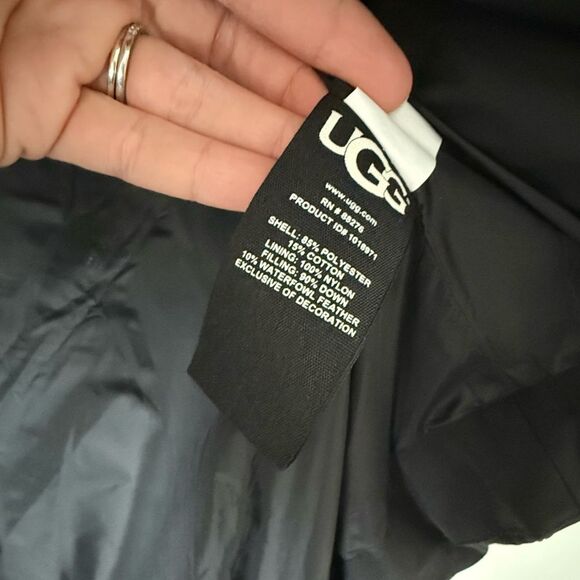 UGG
www.ugg.com
RN # 88276
PRODUCT ID# 1018971
SHELL: 85% POLYESTER
15% COTTON
LINING: 100% NYLON
FILLING: 90% DOWN
10% WATERFOWL FEATHER
EXCLUSIVE OF DECORATION